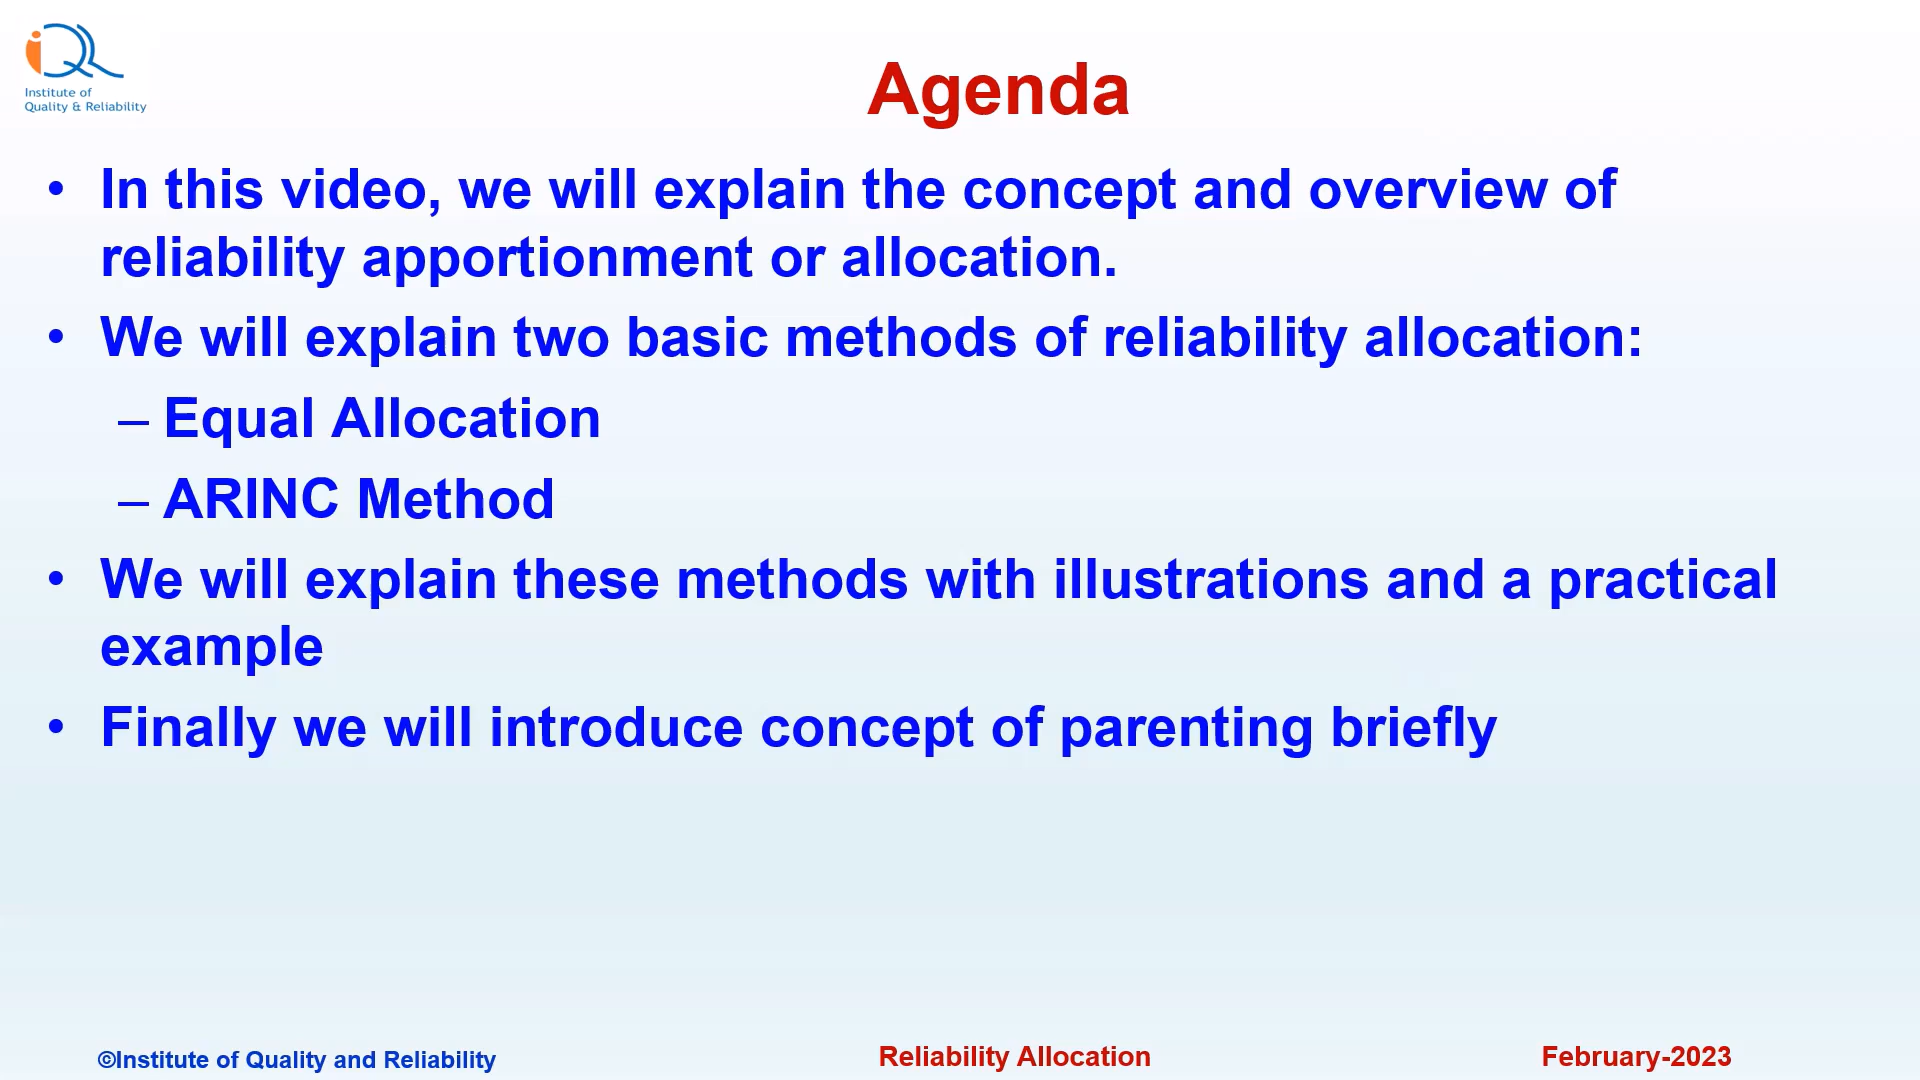 iQR
Institute of
Quality & Reliability
Agenda
• In this video, we will explain the concept and overview of
reliability apportionment or allocation.
• We will explain two basic methods of reliability allocation:
– Equal Allocation
– ARINC Method
• We will explain these methods with illustrations and a practical
example
• Finally we will introduce concept of parenting briefly
©Institute of Quality and Reliability
Reliability Allocation
February-2023